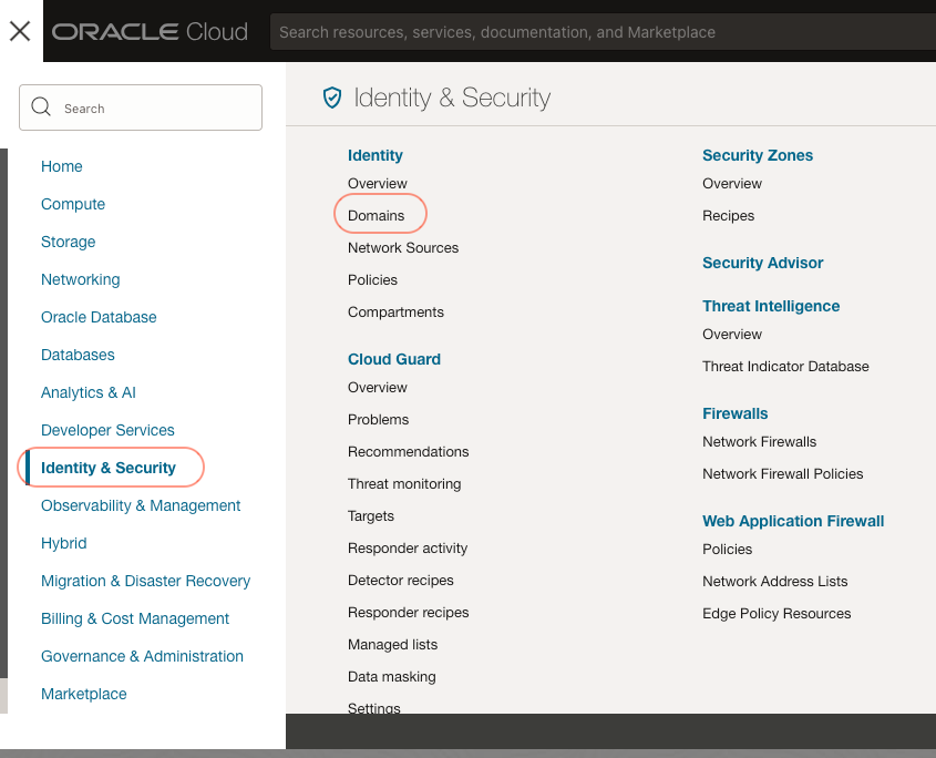 ORACLE Cloud
Search resources, services, documentation, and Marketplace
Search
Home
Compute
Storage
Networking
Oracle Database
Databases
Analytics & AI
Developer Services
Identity & Security
Observability & Management
Hybrid
Migration & Disaster Recovery
Billing & Cost Management
Governance & Administration
Marketplace
Identity & Security
Identity
Overview
Domains
Network Sources
Policies
Compartments
Cloud Guard
Overview
Problems
Recommendations
Threat monitoring
Targets
Responder activity
Detector recipes
Responder recipes
Managed lists
Data masking
Settings
Security Zones
Overview
Recipes
Security Advisor
Threat Intelligence
Overview
Threat Indicator Database
Firewalls
Network Firewalls
Network Firewall Policies
Web Application Firewall
Policies
Network Address Lists
Edge Policy Resources